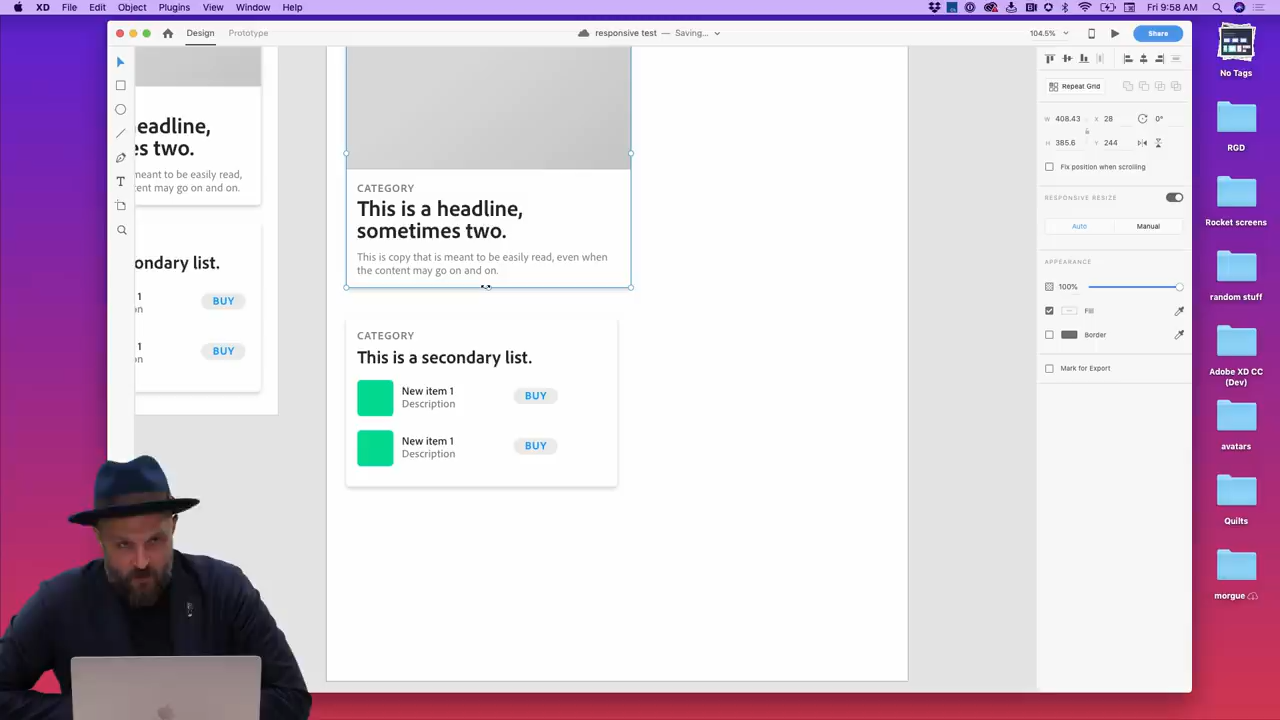 XD File Edit Object Plugins View Window Help
Fri 9:58 AM
Design Prototype
responsive test — Saving...
104.5%
Share
No Tags
Repeat Grid
W 408.43 X 28 0°
H 385.6 Y 244
Fix position when scrolling
RESPONSIVE RESIZE
Auto Manual
APPEARANCE
100%
Fill
Border
Mark for Export
eadline,
es two.
meant to be easily read,
content may go on and on.
ondary list.
1
on
BUY
1
on
BUY
CATEGORY
This is a headline,
sometimes two.
This is copy that is meant to be easily read, even when
the content may go on and on.
CATEGORY
This is a secondary list.
New item 1
Description
BUY
New item 1
Description
BUY
RGD
Rocket screens
random stuff
Adobe XD CC
(Dev)
avatars
Quilts
morgue